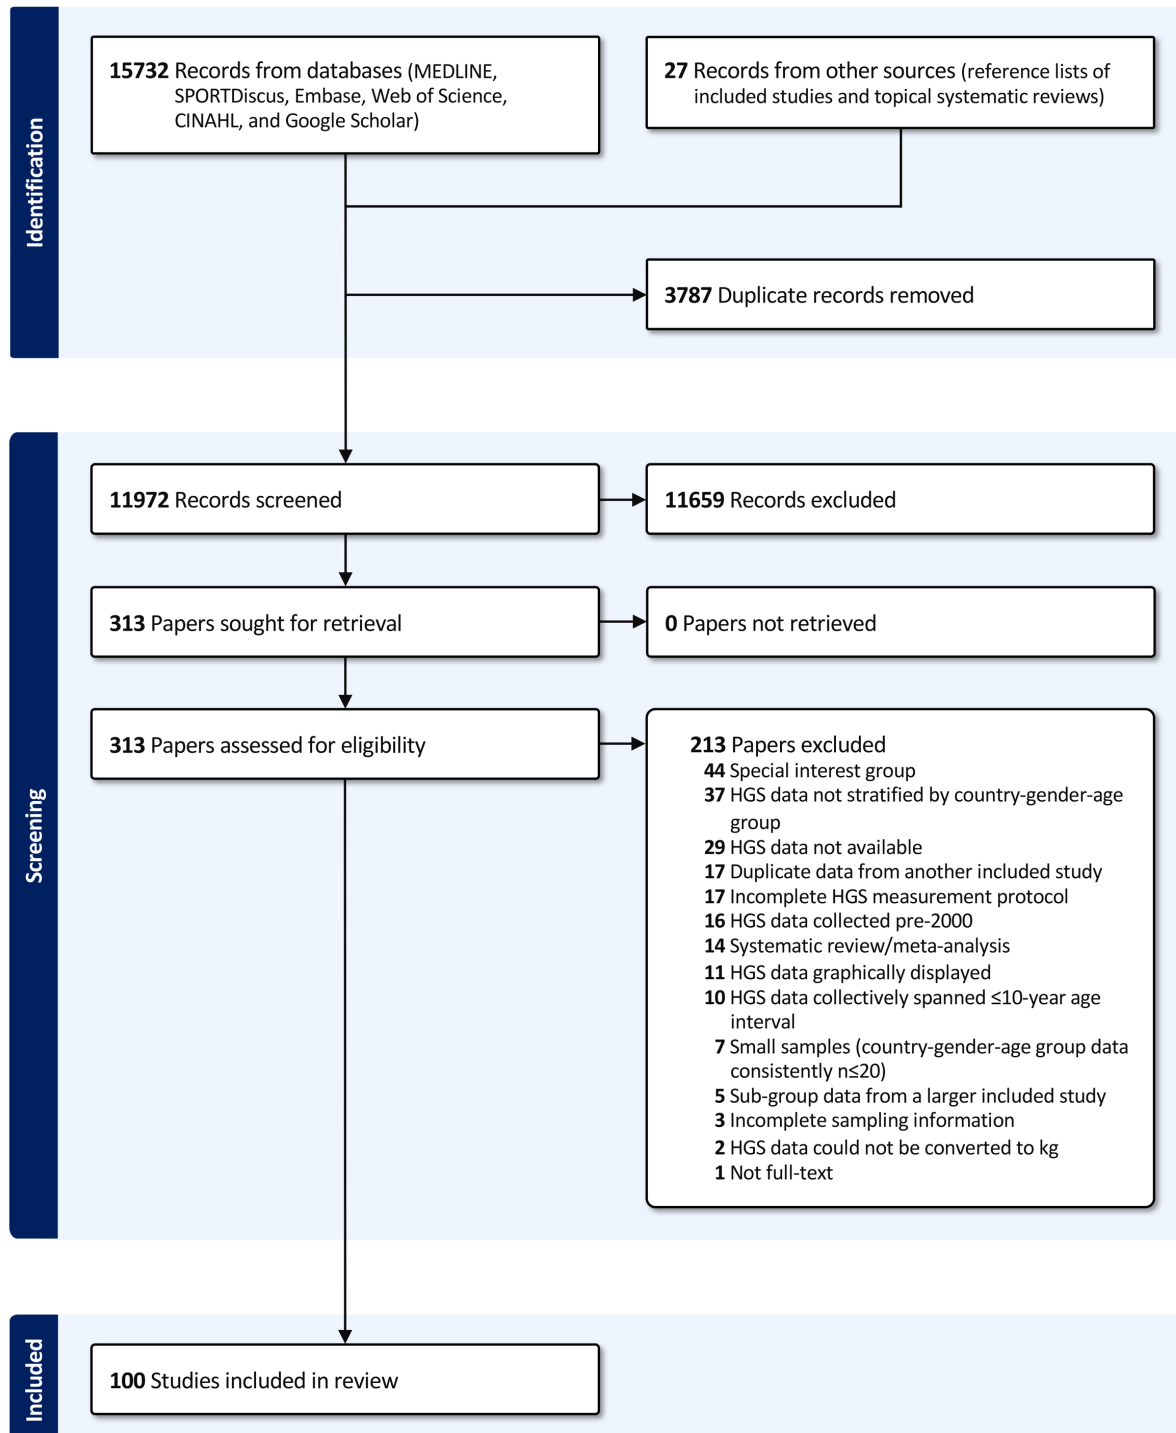 Identification
15732 Records from databases (MEDLINE,
SPORTDiscus, Embase, Web of Science,
CINAHL, and Google Scholar)
27 Records from other sources (reference lists of
included studies and topical systematic reviews)
3787 Duplicate records removed
Screening
11972 Records screened
11659 Records excluded
313 Papers sought for retrieval
0 Papers not retrieved
313 Papers assessed for eligibility
213 Papers excluded
44 Special interest group
37 HGS data not stratified by country-gender-age
group
29 HGS data not available
17 Duplicate data from another included study
17 Incomplete HGS measurement protocol
16 HGS data collected pre-2000
14 Systematic review/meta-analysis
11 HGS data graphically displayed
10 HGS data collectively spanned ≤10-year age
interval
7 Small samples (country-gender-age group data
consistently n≤20)
5 Sub-group data from a larger included study
3 Incomplete sampling information
2 HGS data could not be converted to kg
1 Not full-text
Included
100 Studies included in review